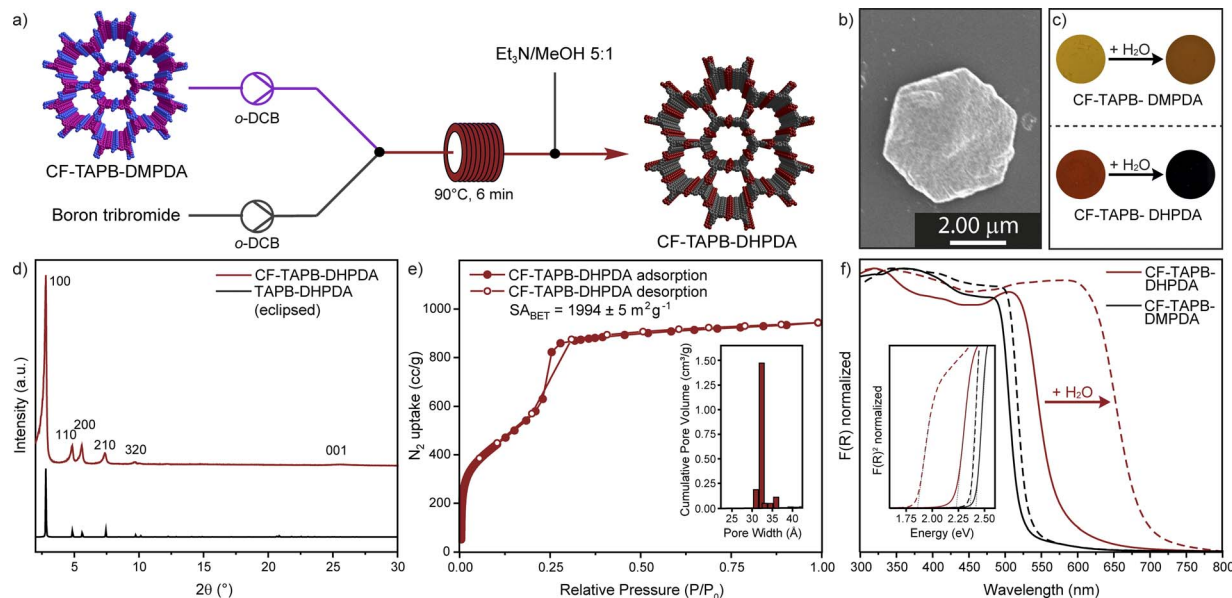 a)
Et₃N/MeOH 5:1
o-DCB
CF-TAPB-DMPDA
Boron tribromide
o-DCB
90°C, 6 min
CF-TAPB-DHPDA
b)
2.00 µm
c)
+ H₂O
CF-TAPB- DMPDA
+ H₂O
CF-TAPB- DHPDA
d)
CF-TAPB-DHPDA
TAPB-DHPDA
(eclipsed)
100
110
200
210
320
001
Intensity (a.u.)
5 10 15 20 25 30
2θ (°)
e)
CF-TAPB-DHPDA adsorption
CF-TAPB-DHPDA desorption
SA_BET = 1994 ± 5 m²g⁻¹
N₂ uptake (cc/g)
1000
800
600
400
200
0
0.00 0.25 0.50 0.75 1.00
Relative Pressure (P/P₀)
Cumulative Pore Volume (cm³/g)
1.50
1.25
1.00
0.75
0.50
0.25
0.00
25 30 35 40
Pore Width (Å)
f)
CF-TAPB-
DHPDA
CF-TAPB-
DMPDA
+ H₂O
F(R) normalized
300 350 400 450 500 550 600 650 700 750 800
Wavelength (nm)
F(R)² normalized
1.75 2.00 2.25 2.50
Energy (eV)